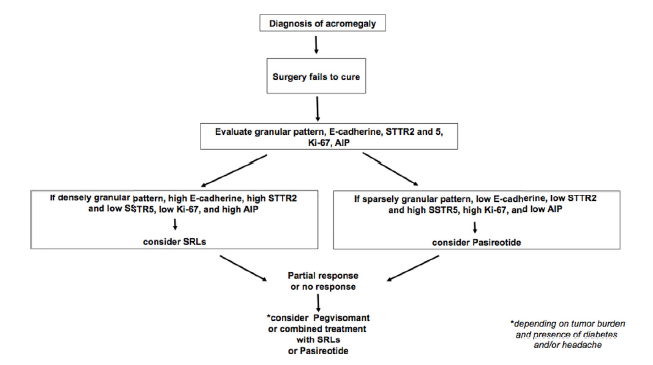 Diagnosis of acromegaly
Surgery fails to cure
Evaluate granular pattern, E-cadherine, STTR2 and 5,
Ki-67, AIP
If densely granular pattern, high E-cadherine, high STTR2
and low SSTR5, low Ki-67, and high AIP
consider SRLs
If sparsely granular pattern, low E-cadherine, low STTR2
and high SSTR5, high Ki-67, and low AIP
consider Pasireotide
Partial response
or no response
*consider Pegvisomant
or combined treatment
with SRLs
or Pasireotide
*depending on tumor burden
and presence of diabetes
and/or headache